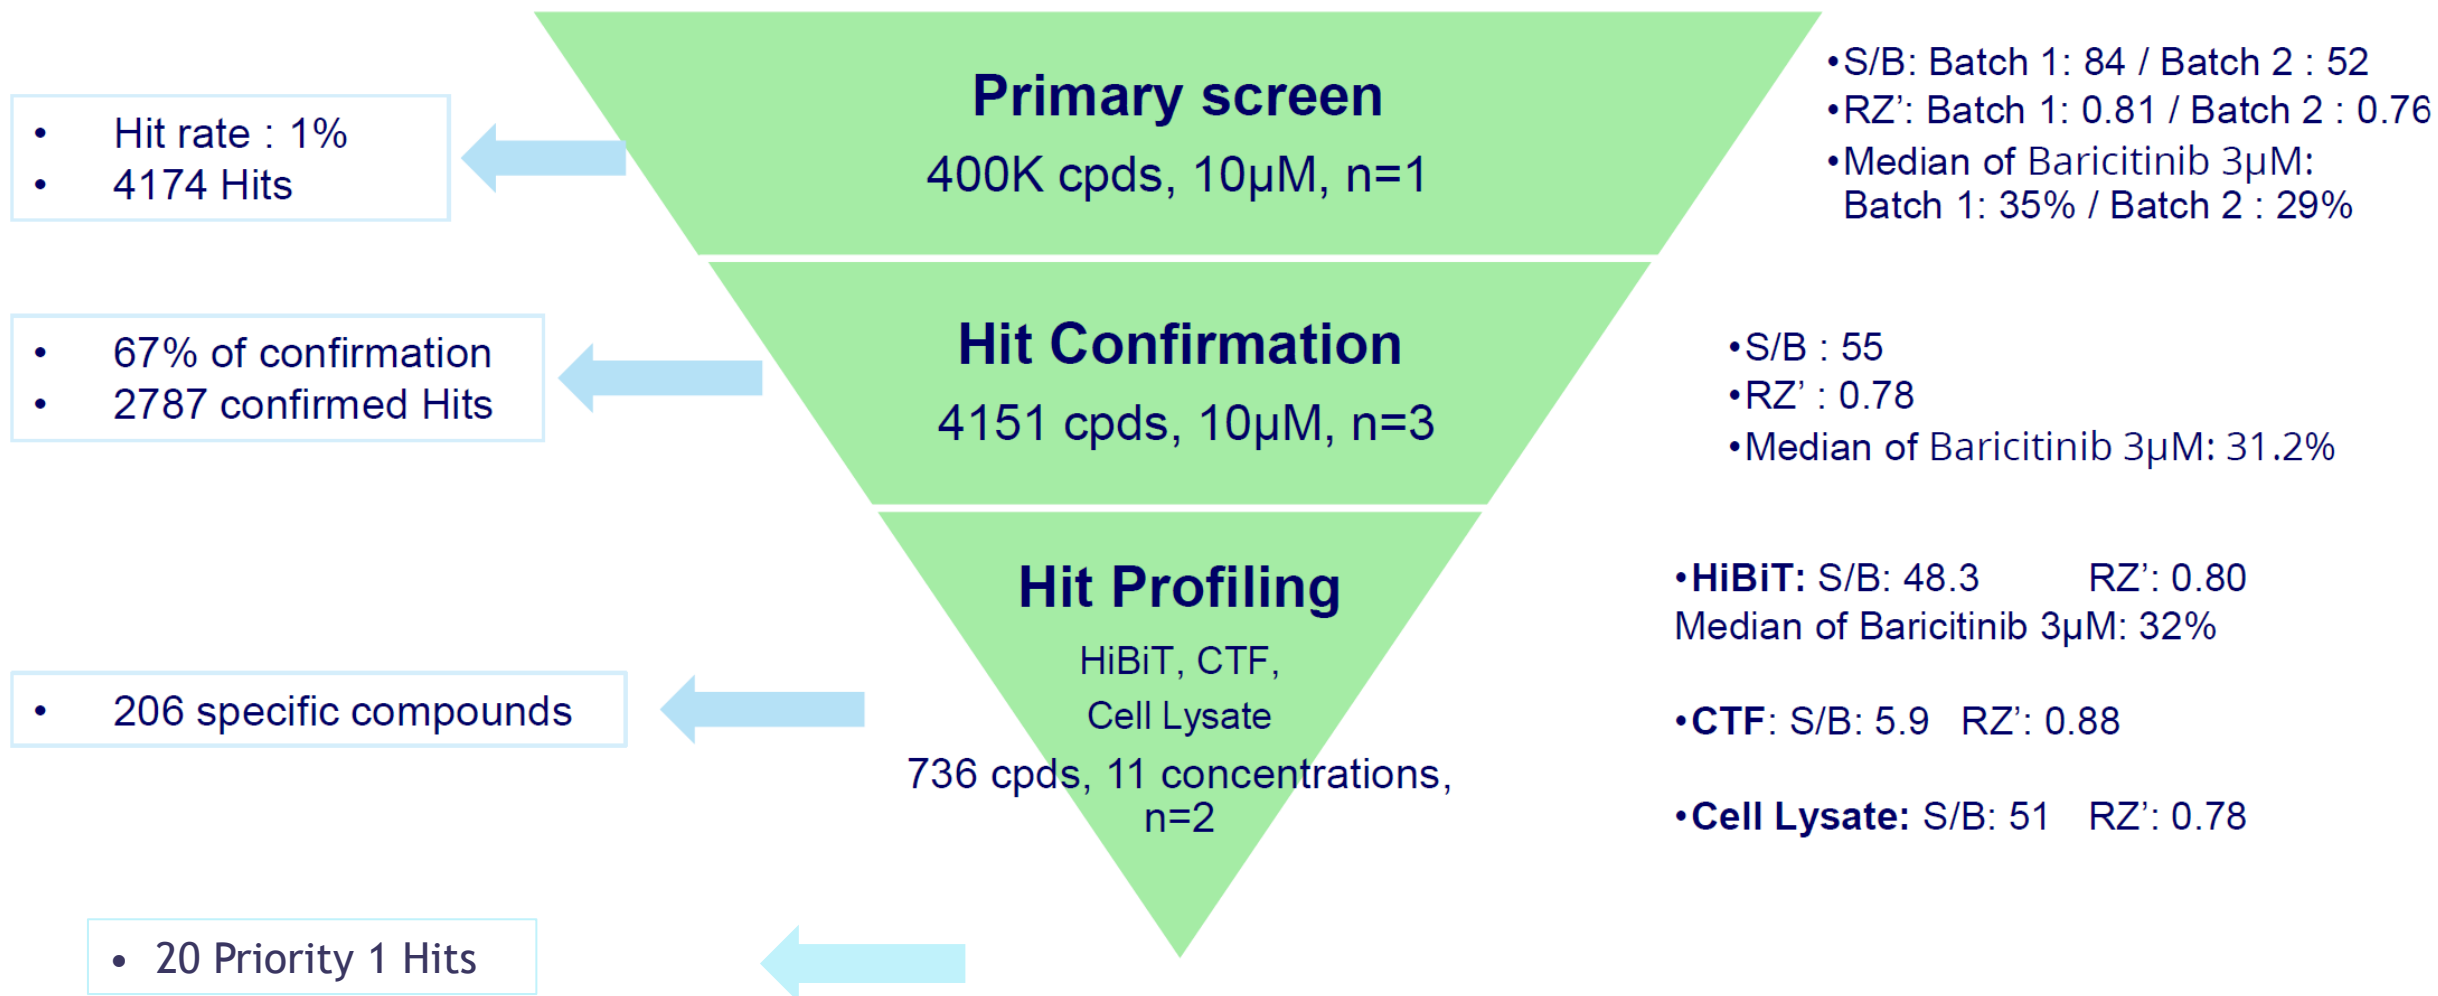 Primary screen
400K cpds, 10µM, n=1
• Hit rate : 1%
• 4174 Hits
•S/B: Batch 1: 84 / Batch 2 : 52
•RZ’: Batch 1: 0.81 / Batch 2 : 0.76
•Median of Baricitinib 3µM:
Batch 1: 35% / Batch 2 : 29%
Hit Confirmation
4151 cpds, 10µM, n=3
• 67% of confirmation
• 2787 confirmed Hits
•S/B : 55
•RZ’ : 0.78
•Median of Baricitinib 3µM: 31.2%
Hit Profiling
HiBiT, CTF,
Cell Lysate
736 cpds, 11 concentrations,
n=2
• 206 specific compounds
•HiBiT: S/B: 48.3 RZ’: 0.80
Median of Baricitinib 3µM: 32%
•CTF: S/B: 5.9 RZ’: 0.88
•Cell Lysate: S/B: 51 RZ’: 0.78
• 20 Priority 1 Hits